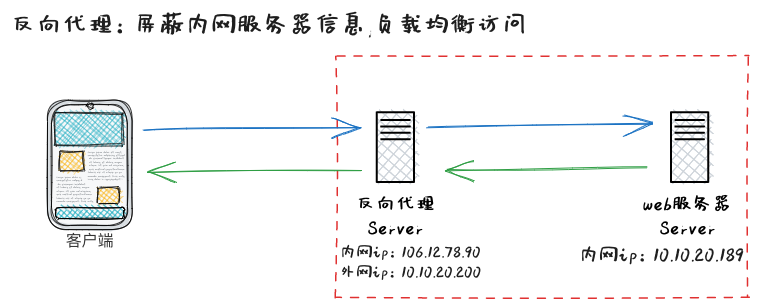 反向代理：屏蔽内网服务器信息,负载均衡访问
客户端
反向代理
Server
内网ip：106.12.78.90
外网ip：10.10.20.200
web服务器
Server
内网ip：10.10.20.189